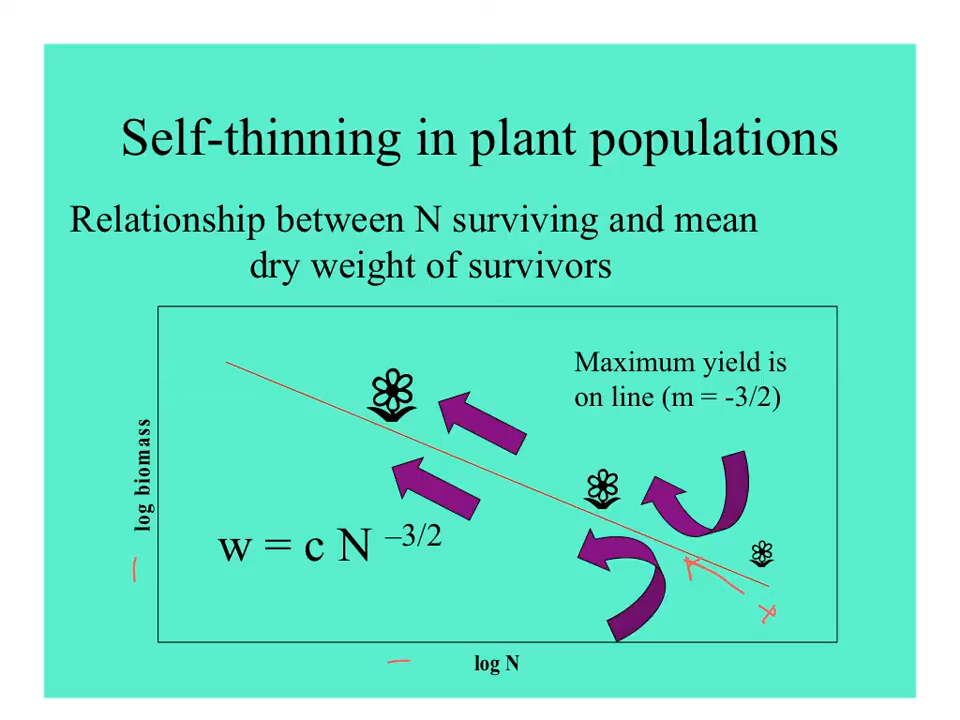 Self-thinning in plant populations
Relationship between N surviving and mean
dry weight of survivors
Maximum yield is
on line (m = -3/2)
log biomass
w = c N –3/2
log N